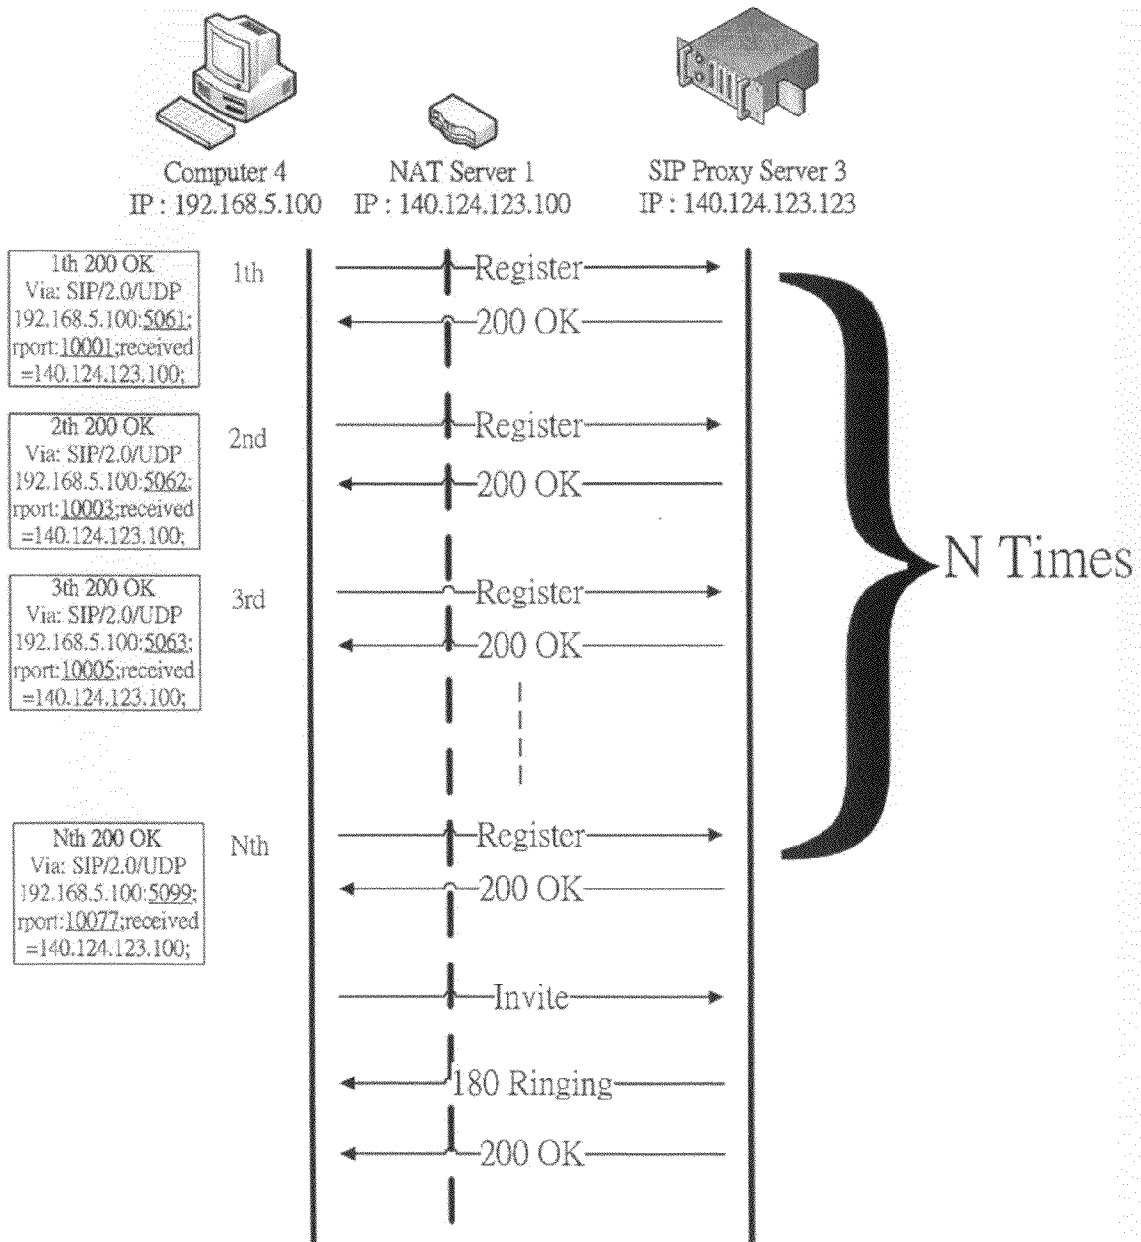 Computer 4
IP : 192.168.5.100
NAT Server 1
IP : 140.124.123.100
SIP Proxy Server 3
IP : 140.124.123.123
1th 200 OK
Via: SIP/2.0/UDP
192.168.5.100:5061;
rport:10001;received
=140.124.123.100;
1th
Register
200 OK
2th 200 OK
Via: SIP/2.0/UDP
192.168.5.100:5062;
rport:10003;received
=140.124.123.100;
2nd
Register
200 OK
N Times
3th 200 OK
Via: SIP/2.0/UDP
192.168.5.100:5063;
rport:10005;received
=140.124.123.100;
3rd
Register
200 OK
Nth 200 OK
Via: SIP/2.0/UDP
192.168.5.100:5099;
rport:10077;received
=140.124.123.100;
Nth
Register
200 OK
Invite
180 Ringing
200 OK